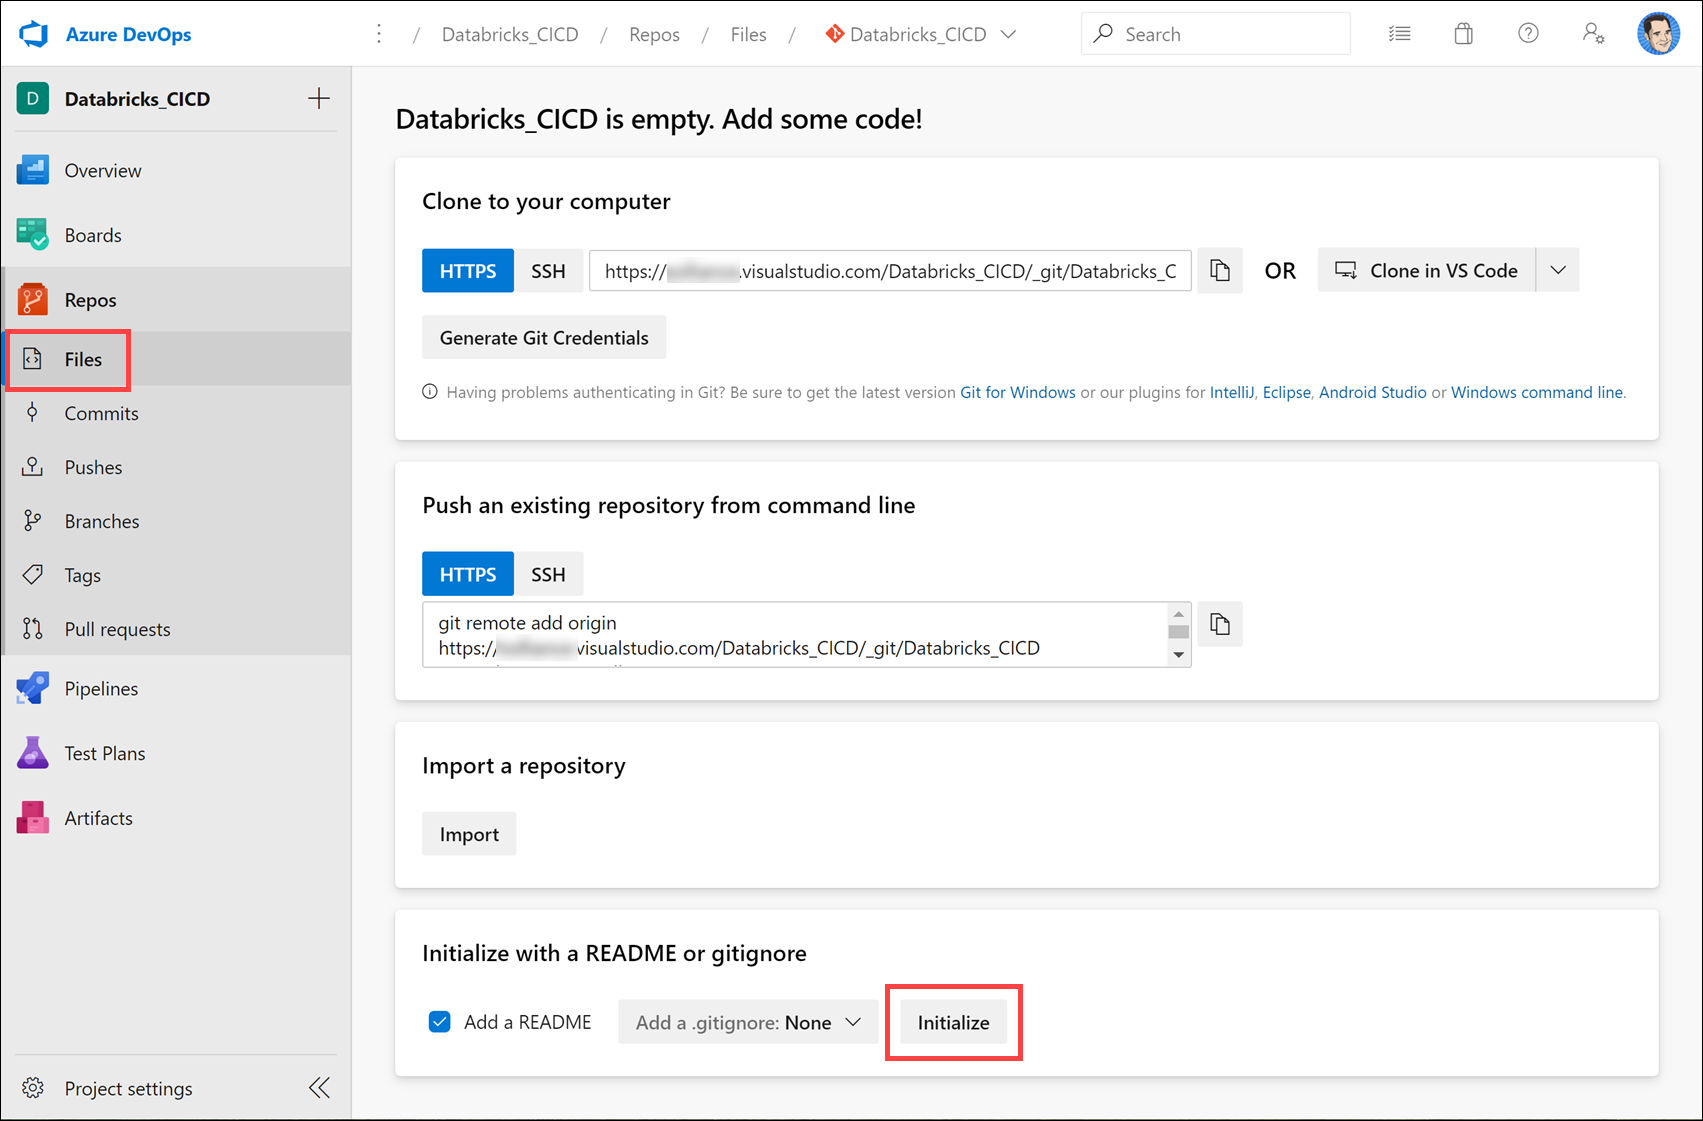 Azure DevOps
/ Databricks_CICD / Repos / Files / Databricks_CICD
Search
D Databricks_CICD
Overview
Boards
Repos
Files
Commits
Pushes
Branches
Tags
Pull requests
Pipelines
Test Plans
Artifacts
Project settings
Databricks_CICD is empty. Add some code!
Clone to your computer
HTTPS SSH https:// .visualstudio.com/Databricks_CICD/_git/Databricks_C OR Clone in VS Code
Generate Git Credentials
Having problems authenticating in Git? Be sure to get the latest version Git for Windows or our plugins for IntelliJ, Eclipse, Android Studio or Windows command line.
Push an existing repository from command line
HTTPS SSH
git remote add origin
https:// visualstudio.com/Databricks_CICD/_git/Databricks_CICD
Import a repository
Import
Initialize with a README or gitignore
Add a README Add a .gitignore: None Initialize